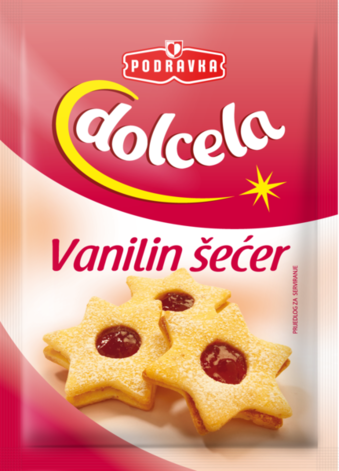 PODRAVKA
dolcela
Vanilin šećer
PRIJEDLOG ZA SERVIRANJE